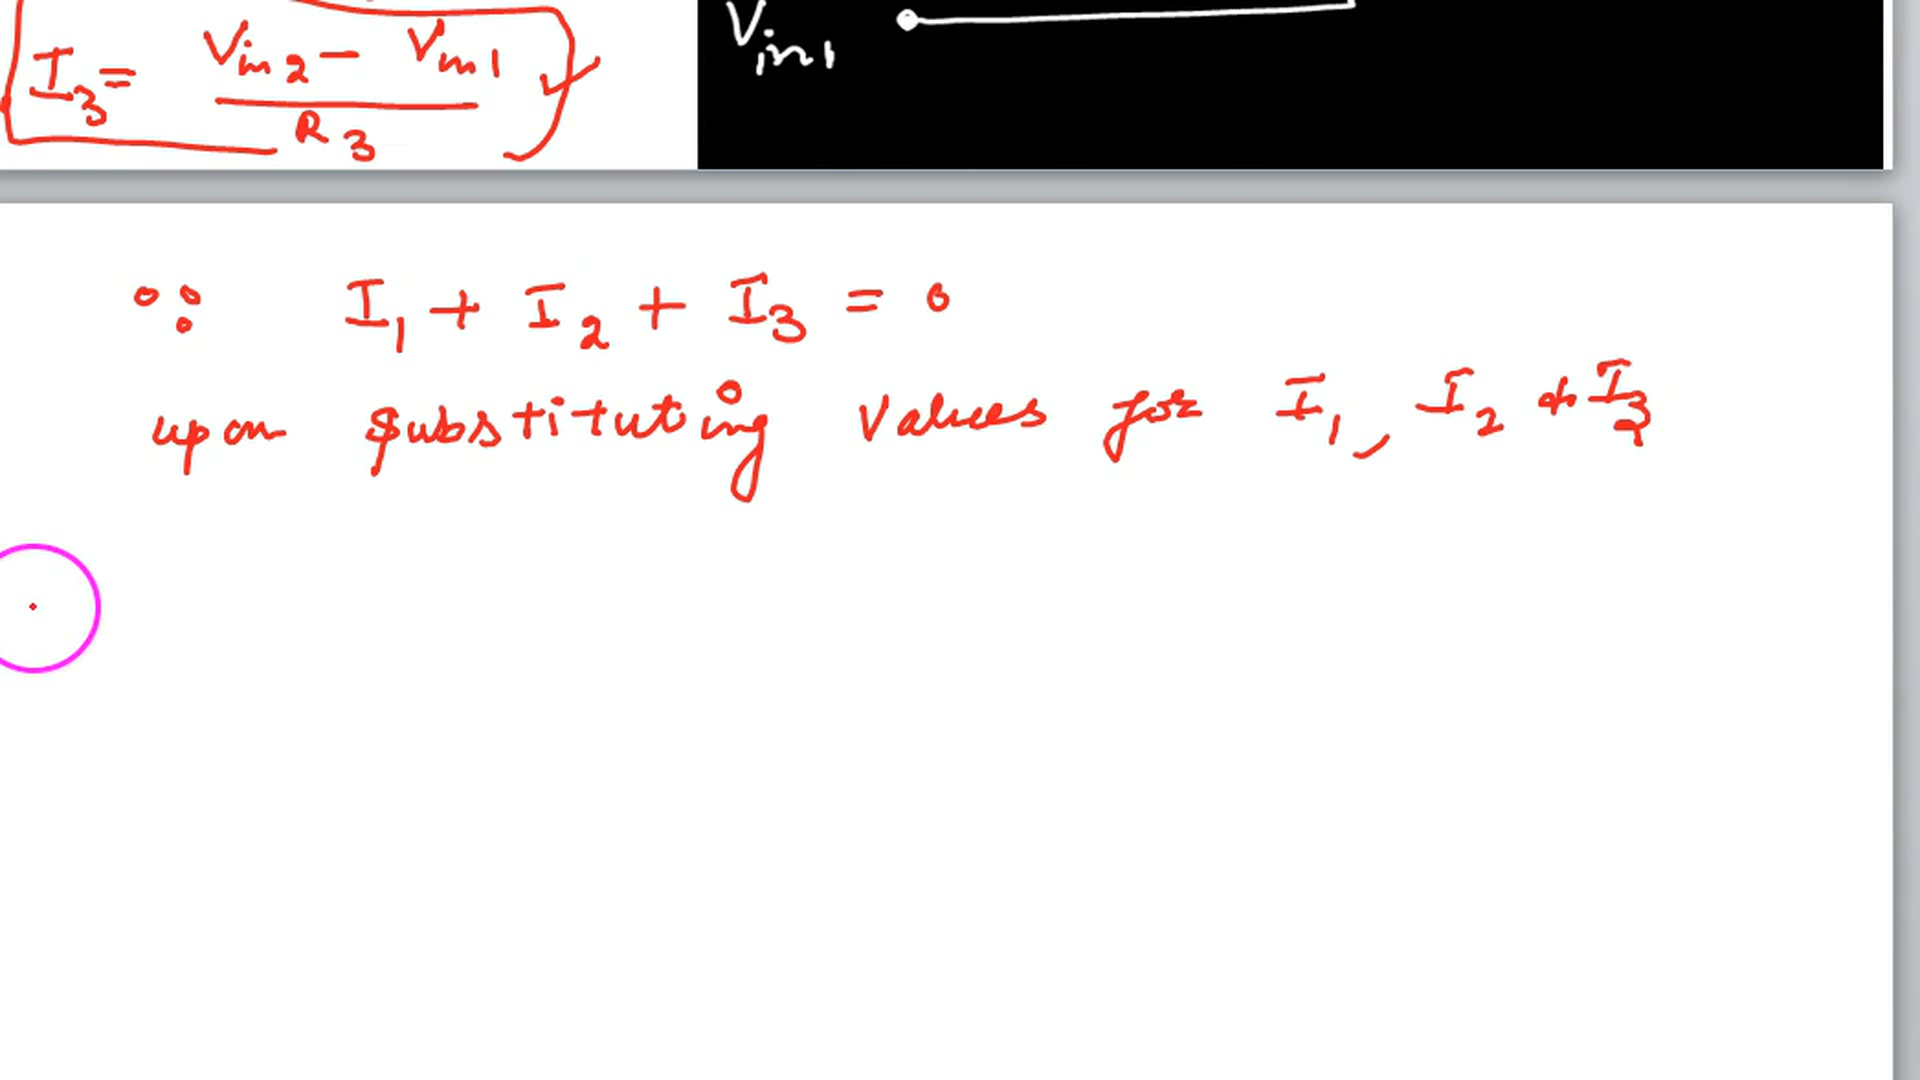 I₃ = (Vin2 − Vin1) / R₃
Vin1
∵ I₁ + I₂ + I₃ = 0
upon substituting values for I₁, I₂ & I₃